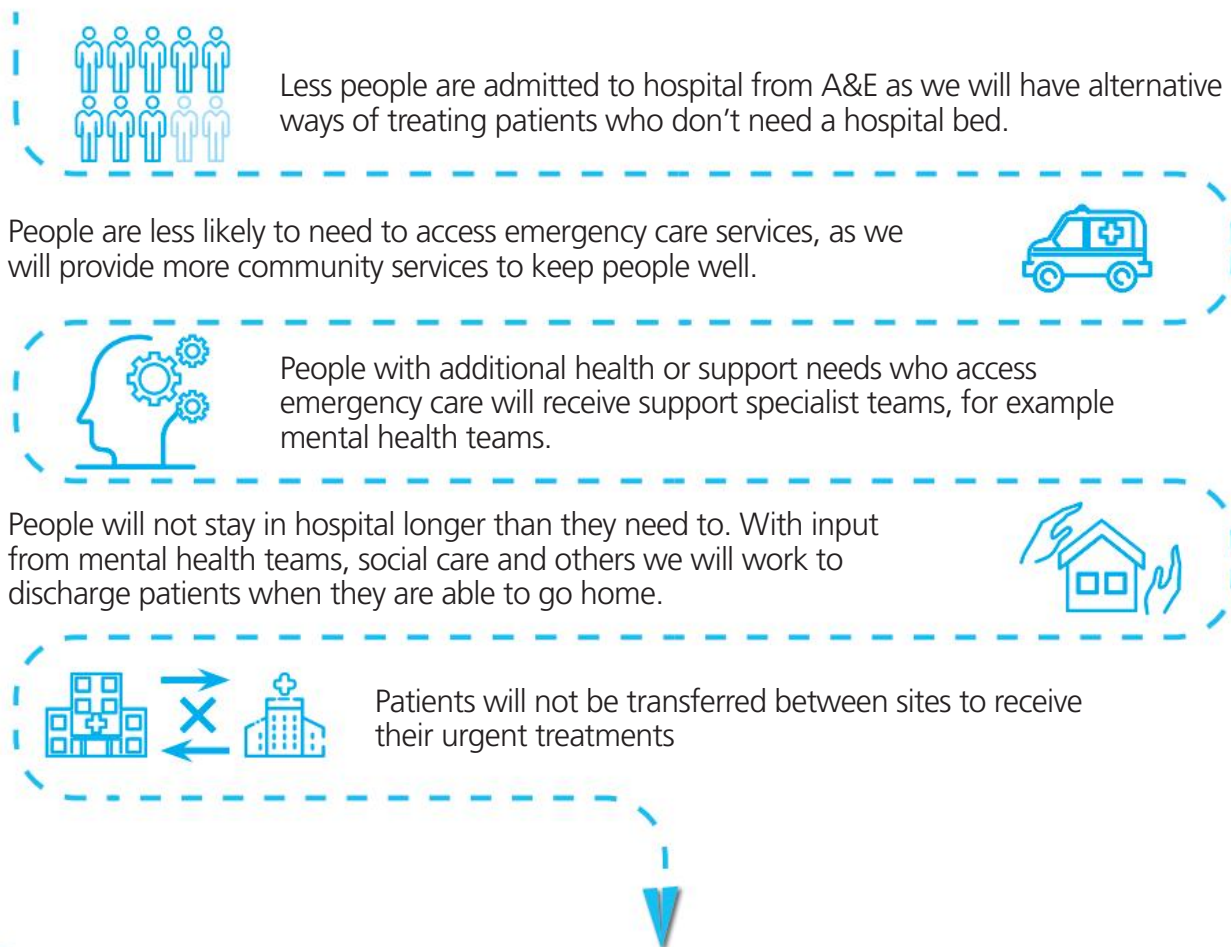 Less people are admitted to hospital from A&E as we will have alternative
ways of treating patients who don’t need a hospital bed.
People are less likely to need to access emergency care services, as we
will provide more community services to keep people well.
People with additional health or support needs who access
emergency care will receive support specialist teams, for example
mental health teams.
People will not stay in hospital longer than they need to. With input
from mental health teams, social care and others we will work to
discharge patients when they are able to go home.
Patients will not be transferred between sites to receive
their urgent treatments